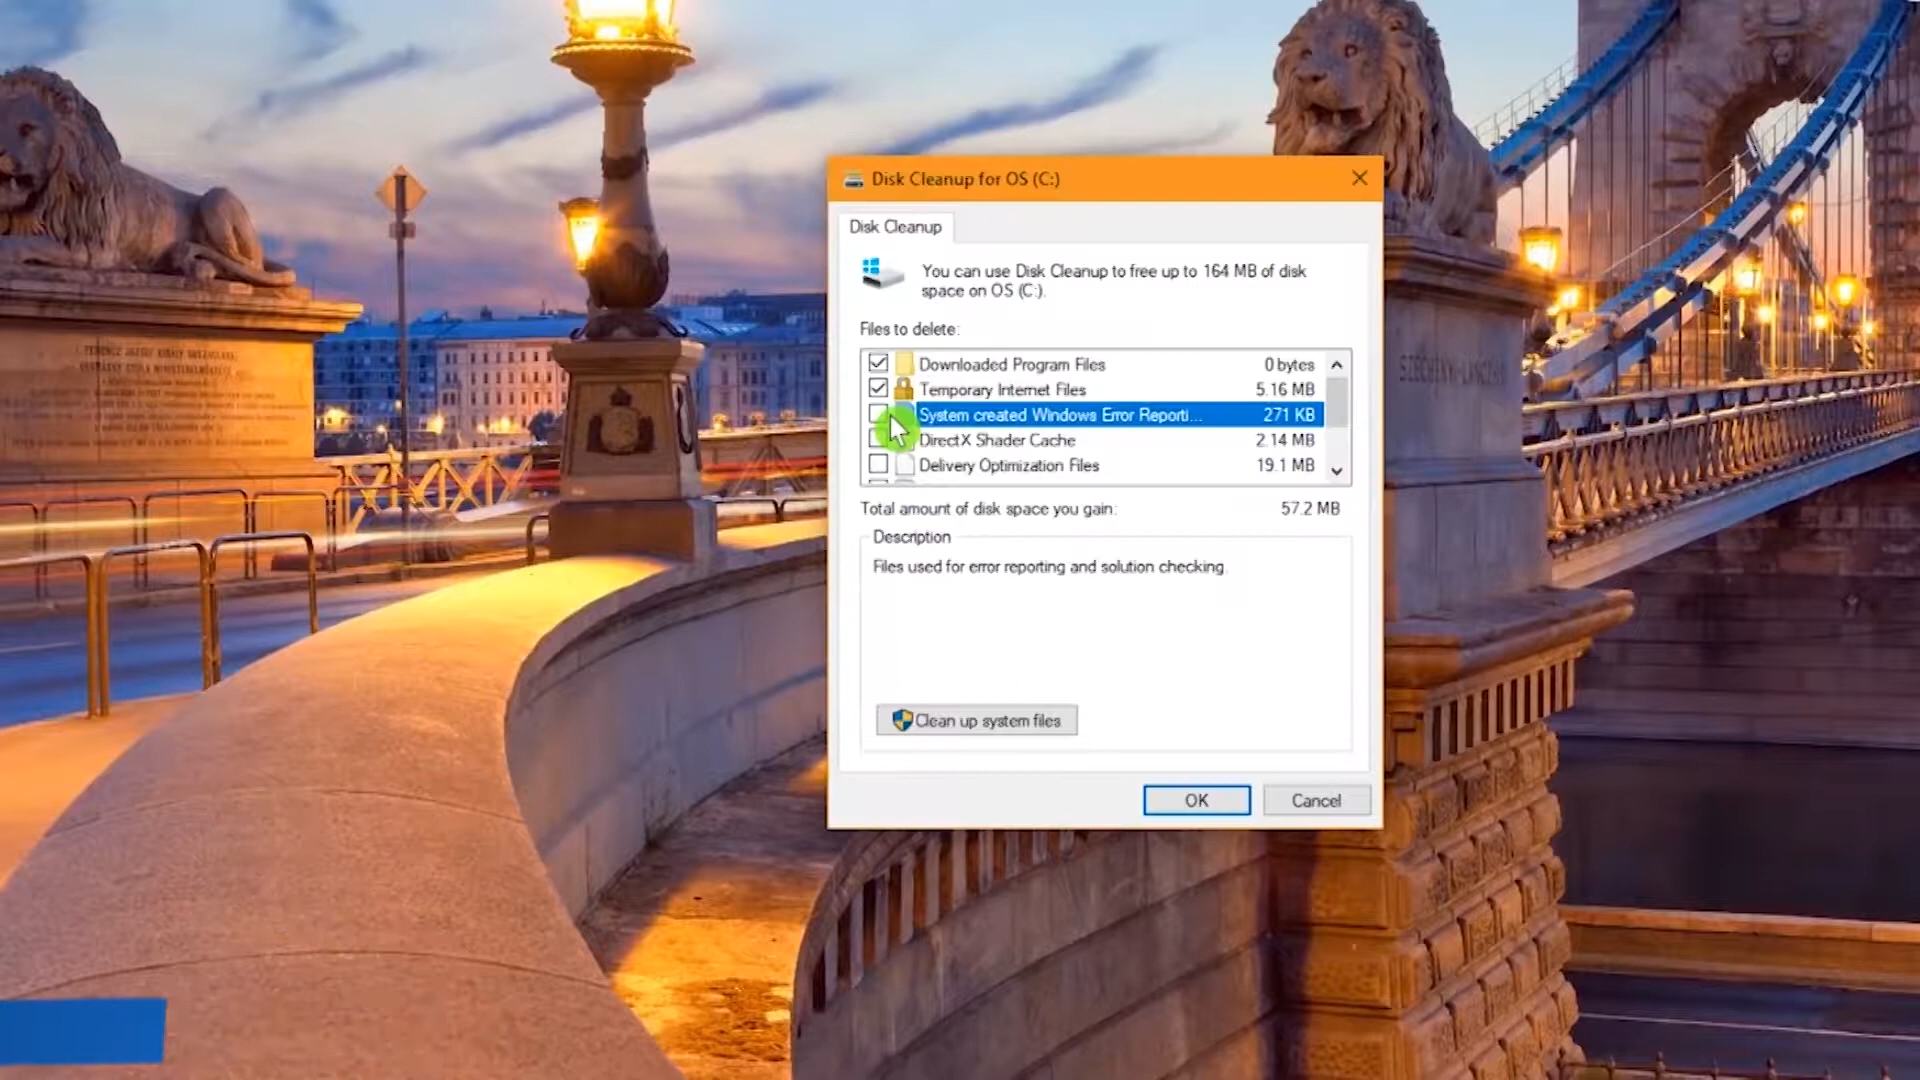 Disk Cleanup for OS (C:)
Disk Cleanup
You can use Disk Cleanup to free up to 164 MB of disk
space on OS (C:).
Files to delete:
Downloaded Program Files 0 bytes
Temporary Internet Files 5.16 MB
System created Windows Error Reporti... 271 KB
DirectX Shader Cache 2.14 MB
Delivery Optimization Files 19.1 MB
Total amount of disk space you gain: 57.2 MB
Description
Files used for error reporting and solution checking.
Clean up system files
OK Cancel